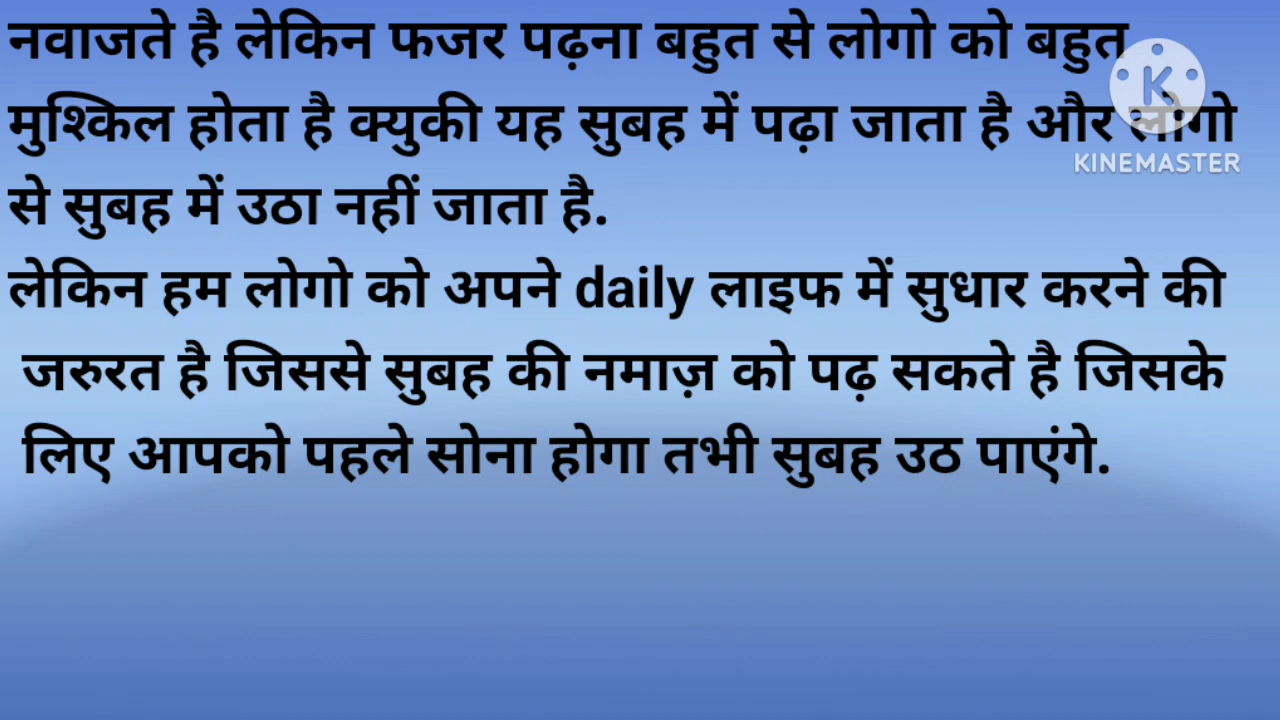 नवाजते है लेकिन फजर पढ़ना बहुत से लोगो को बहुत
मुश्किल होता है क्युकी यह सुबह में पढ़ा जाता है और लोगो
से सुबह में उठा नहीं जाता है.
लेकिन हम लोगो को अपने daily लाइफ में सुधार करने की
जरुरत है जिससे सुबह की नमाज़ को पढ़ सकते है जिसके
लिए आपको पहले सोना होगा तभी सुबह उठ पाएंगे.
K
KINEMASTER